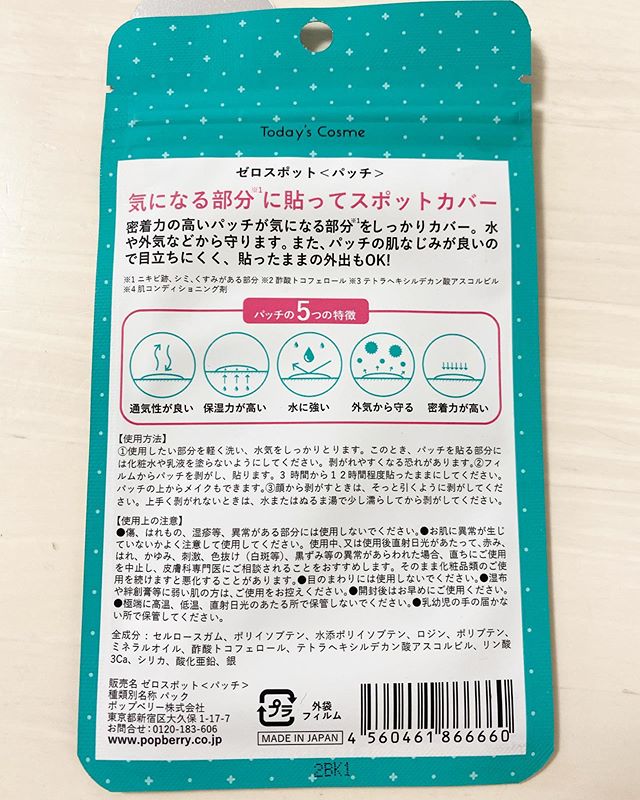 Today's Cosme
ゼロスポット<パッチ>
気になる部分※1に貼ってスポットカバー
密着力の高いパッチが気になる部分※1をしっかりカバー。水
や外気などから守ります。また、パッチの肌なじみが良いの
で目立ちにくく、貼ったままの外出もOK!
※1 ニキビ跡、シミ、くすみがある部分 ※2 酢酸トコフェロール ※3 テトラヘキシルデカン酸アスコルビル
※4 肌コンディショニング剤
パッチの5つの特徴
通気性が良い 保湿力が高い 水に強い 外気から守る 密着力が高い
【使用方法】
①使用したい部分を軽く洗い、水気をしっかりとります。このとき、パッチを貼る部分に
は化粧水や乳液を塗らないようにしてください。剥がれやすくなる恐れがあります。②フィ
ルムからパッチを剥がし、貼ります。3 時間から12時間程度貼ったままにしてください。
パッチの上からメイクもできます。③顔から剥がすときは、そっと引くように剥がしてくだ
さい。上手く剥がれないときは、水またはぬるま湯で少し濡らしてから剥がしてください。
【使用上の注意】
●傷、はれもの、湿疹等、異常がある部分には使用しないでください。●お肌に異常が生じ
ていないかよく注意して使用してください。使用中、又は使用後直射日光があたって、赤み、
はれ、かゆみ、刺激、色抜け(白斑等)、黒ずみ等の異常があらわれた場合、直ちにご使用
を中止し、皮膚科専門医にご相談されることをおすすめします。そのまま化粧品類のご使
用を続けますと悪化することがあります。●目のまわりには使用しないでください。●湿布
や絆創膏等に弱い肌の方は、ご使用をお控えください。●開封後はお早めにご使用ください。
●極端に高温、低温、直射日光のあたる所で保管しないでください。●乳幼児の手の届かな
い所で保管してください。
全成分:セルロースガム、ポリイソブテン、水添ポリイソブテン、ロジン、ポリブテン、
ミネラルオイル、酢酸トコフェロール、テトラヘキシルデカン酸アスコルビル、リン酸
3Ca、シリカ、酸化亜鉛、銀
販売名 ゼロスポット<パッチ>
種類別名称 パック
ポップベリー株式会社
東京都新宿区大久保 1-17-7
お問合せ:0120-183-606
www.popberry.co.jp
プラ
外袋
フィルム
MADE IN JAPAN
4 560461 866660
2BK1